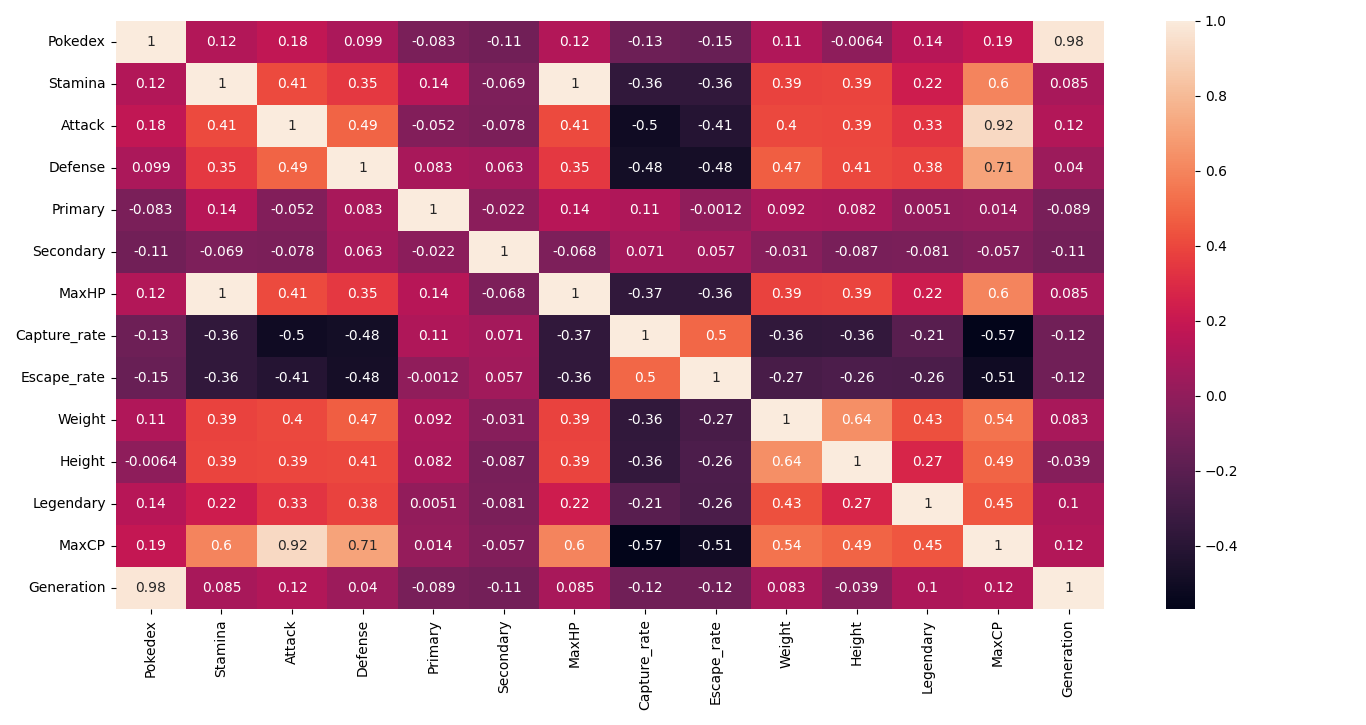 Pokedex 1 0.12 0.18 0.099 -0.083 -0.11 0.12 -0.13 -0.15 0.11 -0.0064 0.14 0.19 0.98
Stamina 0.12 1 0.41 0.35 0.14 -0.069 1 -0.36 -0.36 0.39 0.39 0.22 0.6 0.085
Attack 0.18 0.41 1 0.49 -0.052 -0.078 0.41 -0.5 -0.41 0.4 0.39 0.33 0.92 0.12
Defense 0.099 0.35 0.49 1 0.083 0.063 0.35 -0.48 -0.48 0.47 0.41 0.38 0.71 0.04
Primary -0.083 0.14 -0.052 0.083 1 -0.022 0.14 0.11 -0.0012 0.092 0.082 0.0051 0.014 -0.089
Secondary -0.11 -0.069 -0.078 0.063 -0.022 1 -0.068 0.071 0.057 -0.031 -0.087 -0.081 -0.057 -0.11
MaxHP 0.12 1 0.41 0.35 0.14 -0.068 1 -0.37 -0.36 0.39 0.39 0.22 0.6 0.085
Capture_rate -0.13 -0.36 -0.5 -0.48 0.11 0.071 -0.37 1 0.5 -0.36 -0.36 -0.21 -0.57 -0.12
Escape_rate -0.15 -0.36 -0.41 -0.48 -0.0012 0.057 -0.36 0.5 1 -0.27 -0.26 -0.26 -0.51 -0.12
Weight 0.11 0.39 0.4 0.47 0.092 -0.031 0.39 -0.36 -0.27 1 0.64 0.43 0.54 0.083
Height -0.0064 0.39 0.39 0.41 0.082 -0.087 0.39 -0.36 -0.26 0.64 1 0.27 0.49 -0.039
Legendary 0.14 0.22 0.33 0.38 0.0051 -0.081 0.22 -0.21 -0.26 0.43 0.27 1 0.45 0.1
MaxCP 0.19 0.6 0.92 0.71 0.014 -0.057 0.6 -0.57 -0.51 0.54 0.49 0.45 1 0.12
Generation 0.98 0.085 0.12 0.04 -0.089 -0.11 0.085 -0.12 -0.12 0.083 -0.039 0.1 0.12 1
Pokedex Stamina Attack Defense Primary Secondary MaxHP Capture_rate Escape_rate Weight Height Legendary MaxCP Generation
1.0
0.8
0.6
0.4
0.2
0.0
−0.2
−0.4